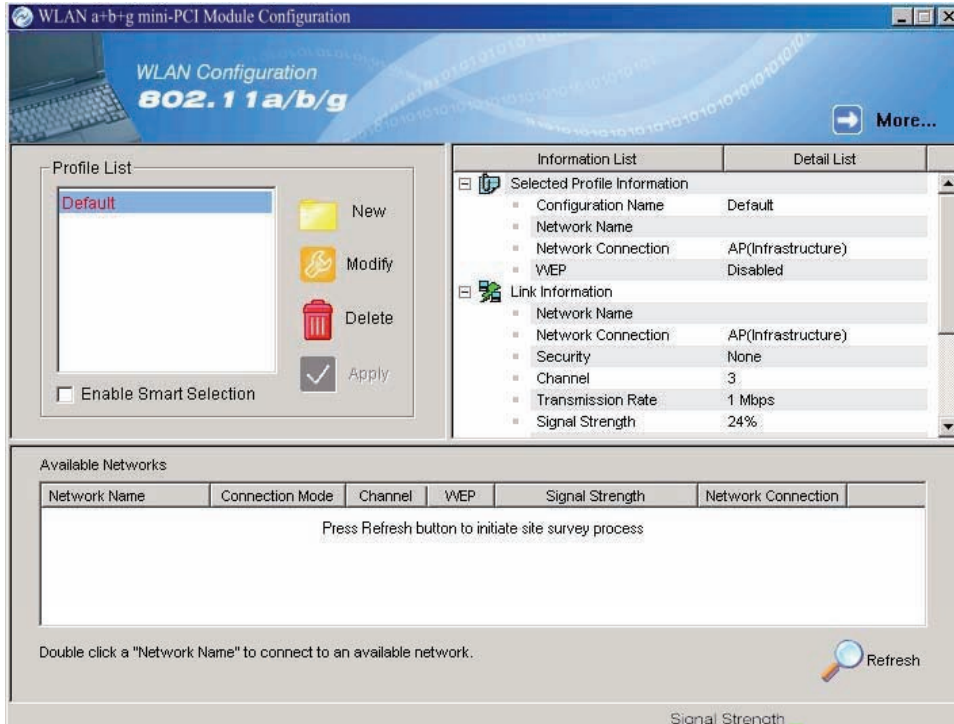 WLAN a+b+g mini-PCI Module Configuration
WLAN Configuration
802.11a/b/g
More...
Profile List
Default
New
Modify
Delete
Apply
Enable Smart Selection
Information List Detail List
Selected Profile Information
Configuration Name Default
Network Name
Network Connection AP(Infrastructure)
WEP Disabled
Link Information
Network Name
Network Connection AP(Infrastructure)
Security None
Channel 3
Transmission Rate 1 Mbps
Signal Strength 24%
Available Networks
Network Name Connection Mode Channel WEP Signal Strength Network Connection
Press Refresh button to initiate site survey process
Double click a "Network Name" to connect to an available network.
Refresh
Signal Strength